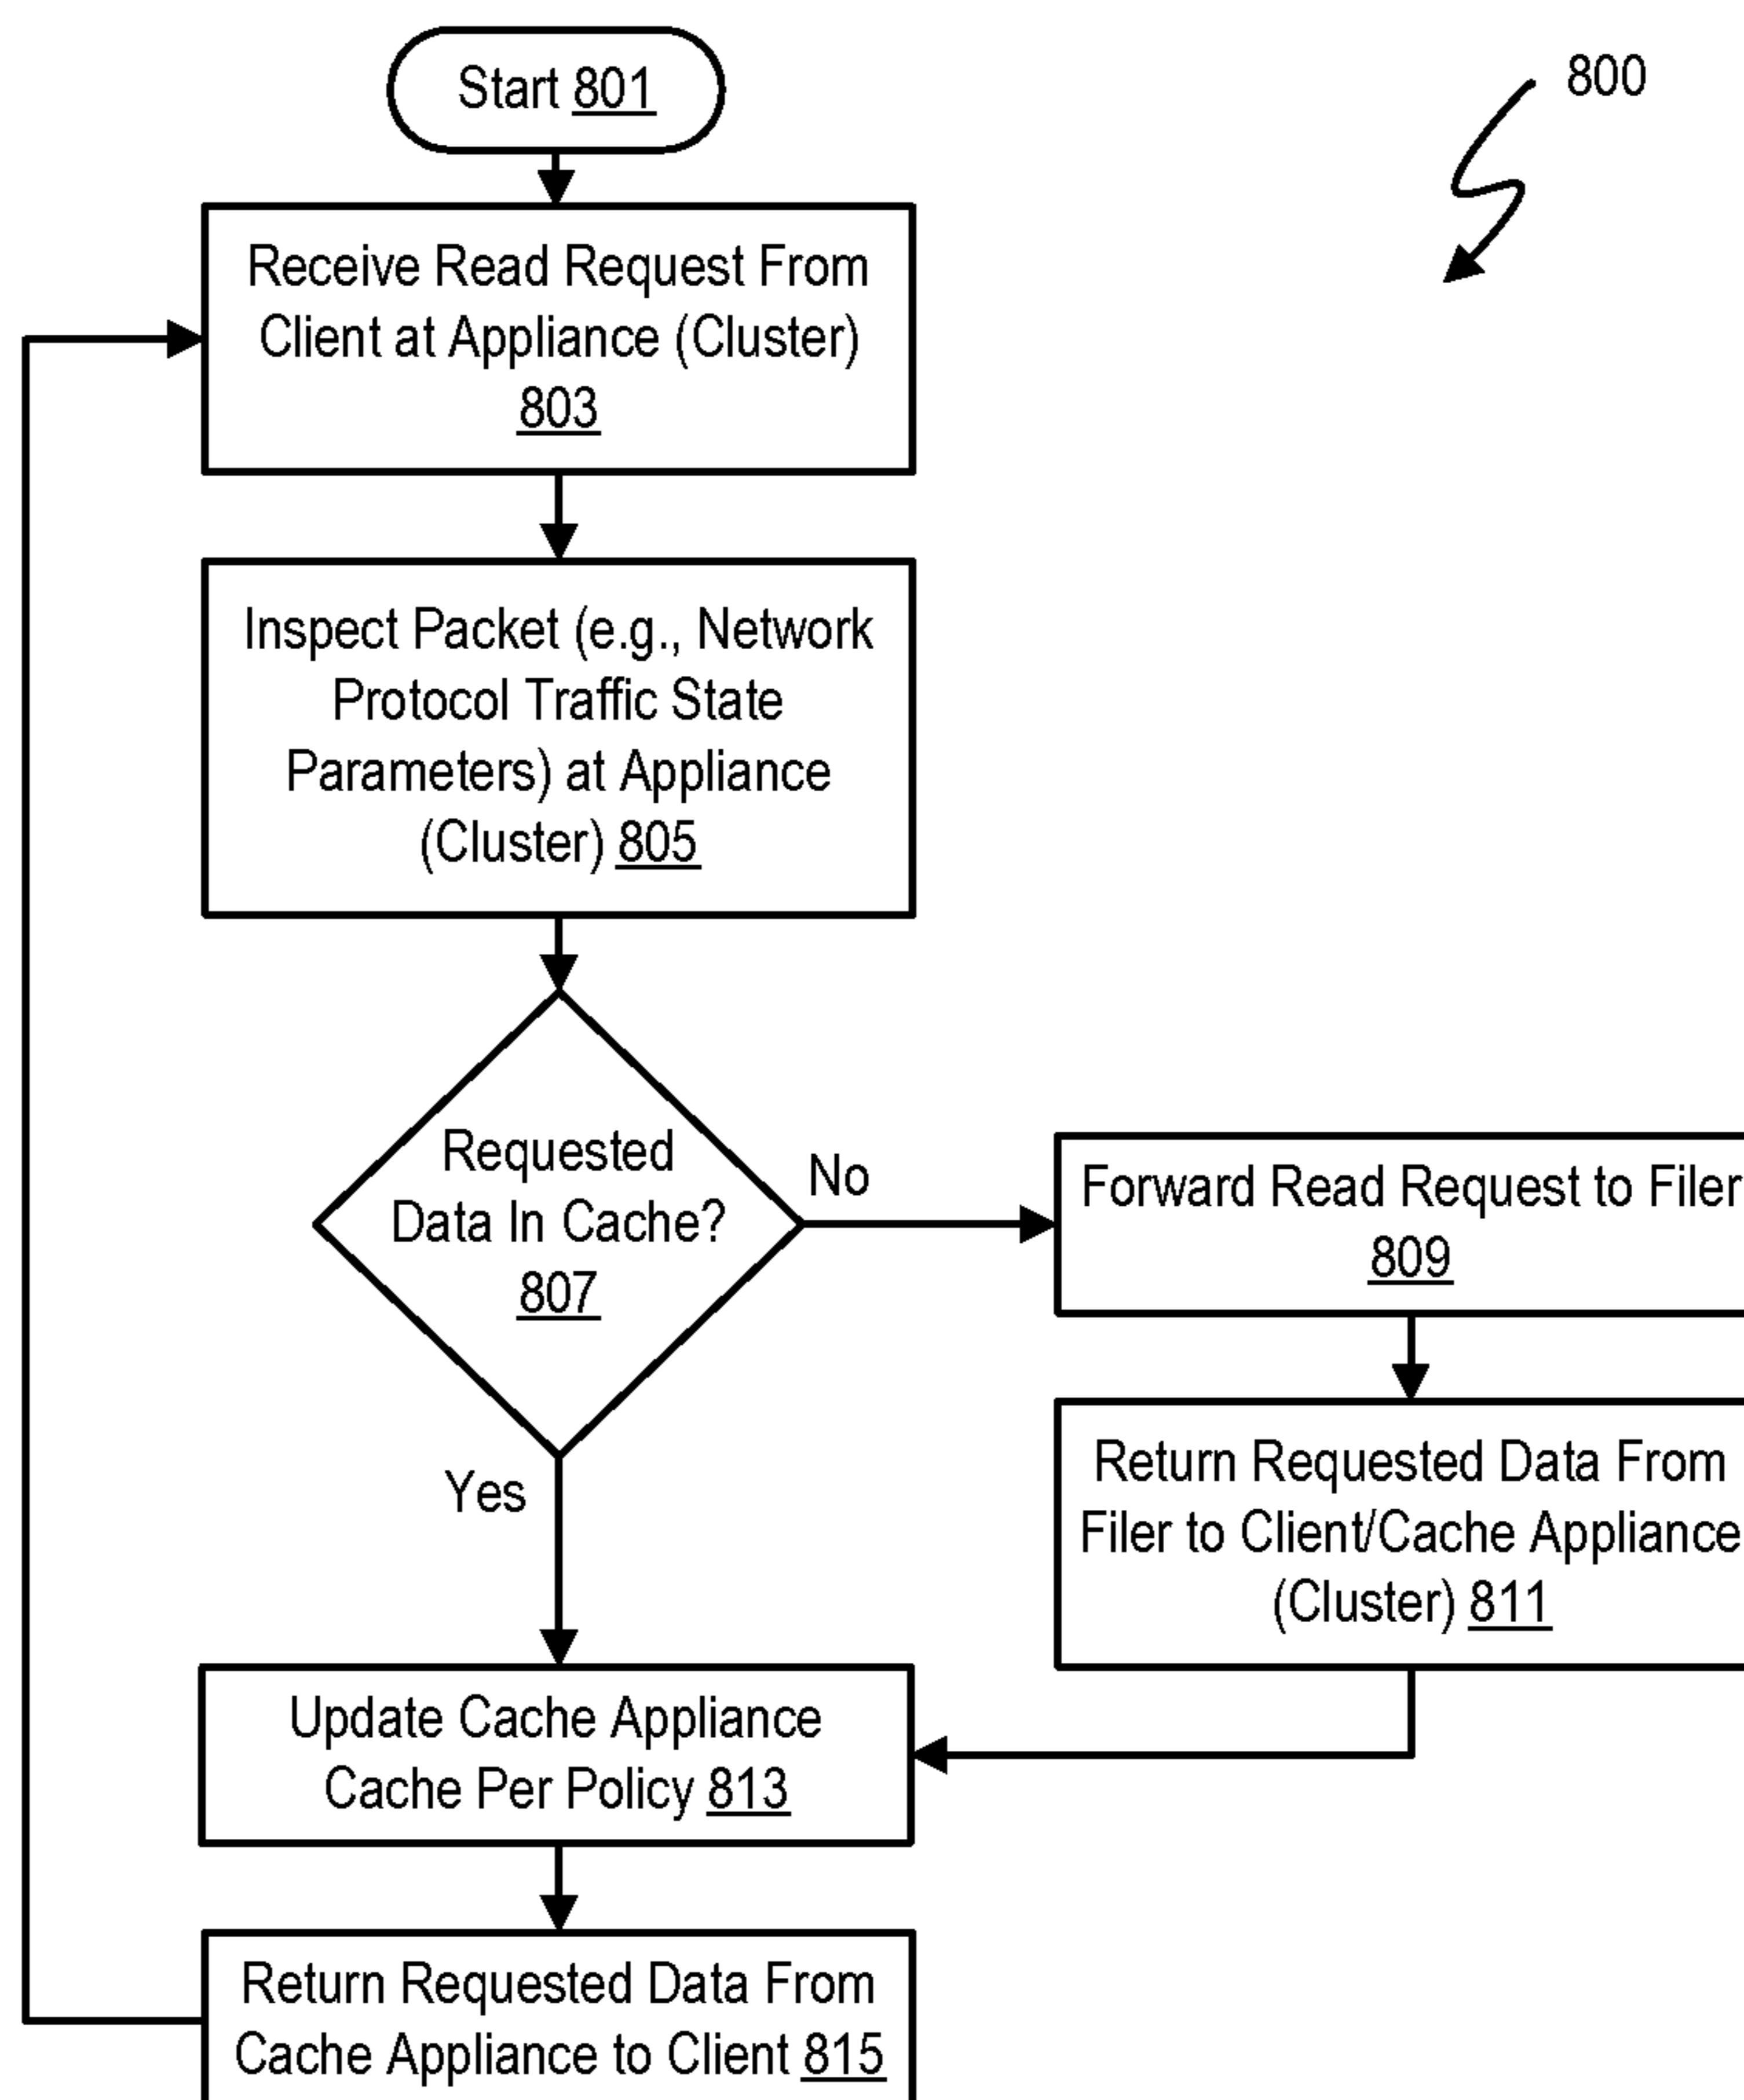 Start 801
800
Receive Read Request From
Client at Appliance (Cluster)
803
Inspect Packet (e.g., Network
Protocol Traffic State
Parameters) at Appliance
(Cluster) 805
Requested
Data In Cache?
807
No
Forward Read Request to Filer
809
Yes
Return Requested Data From
Filer to Client/Cache Appliance
(Cluster) 811
Update Cache Appliance
Cache Per Policy 813
Return Requested Data From
Cache Appliance to Client 815